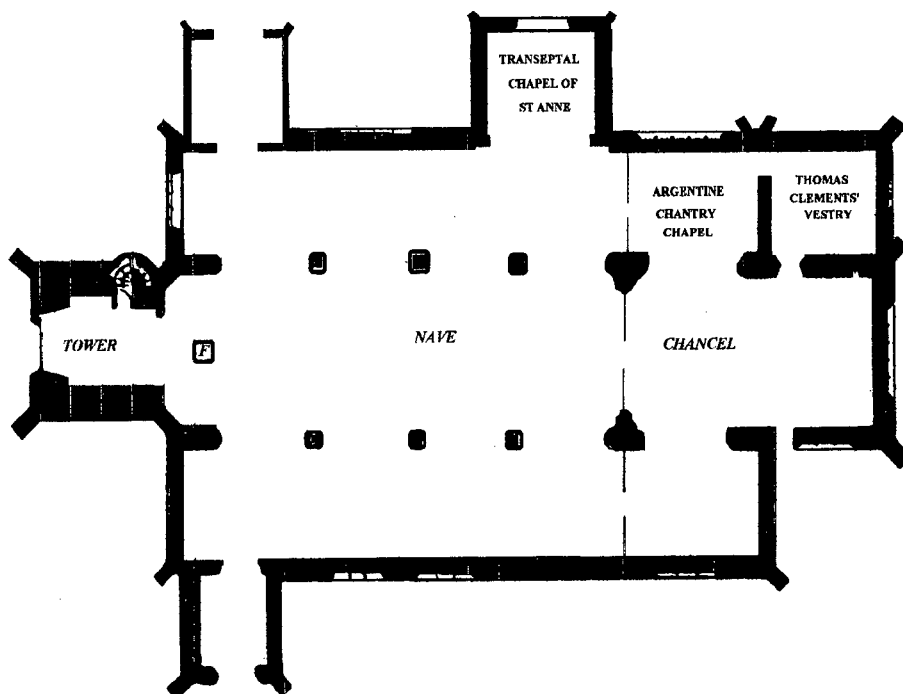 TRANSEPTAL
CHAPEL OF
ST ANNE
ARGENTINE
CHANTRY
CHAPEL
THOMAS
CLEMENTS'
VESTRY
TOWER
F
NAVE
CHANCEL